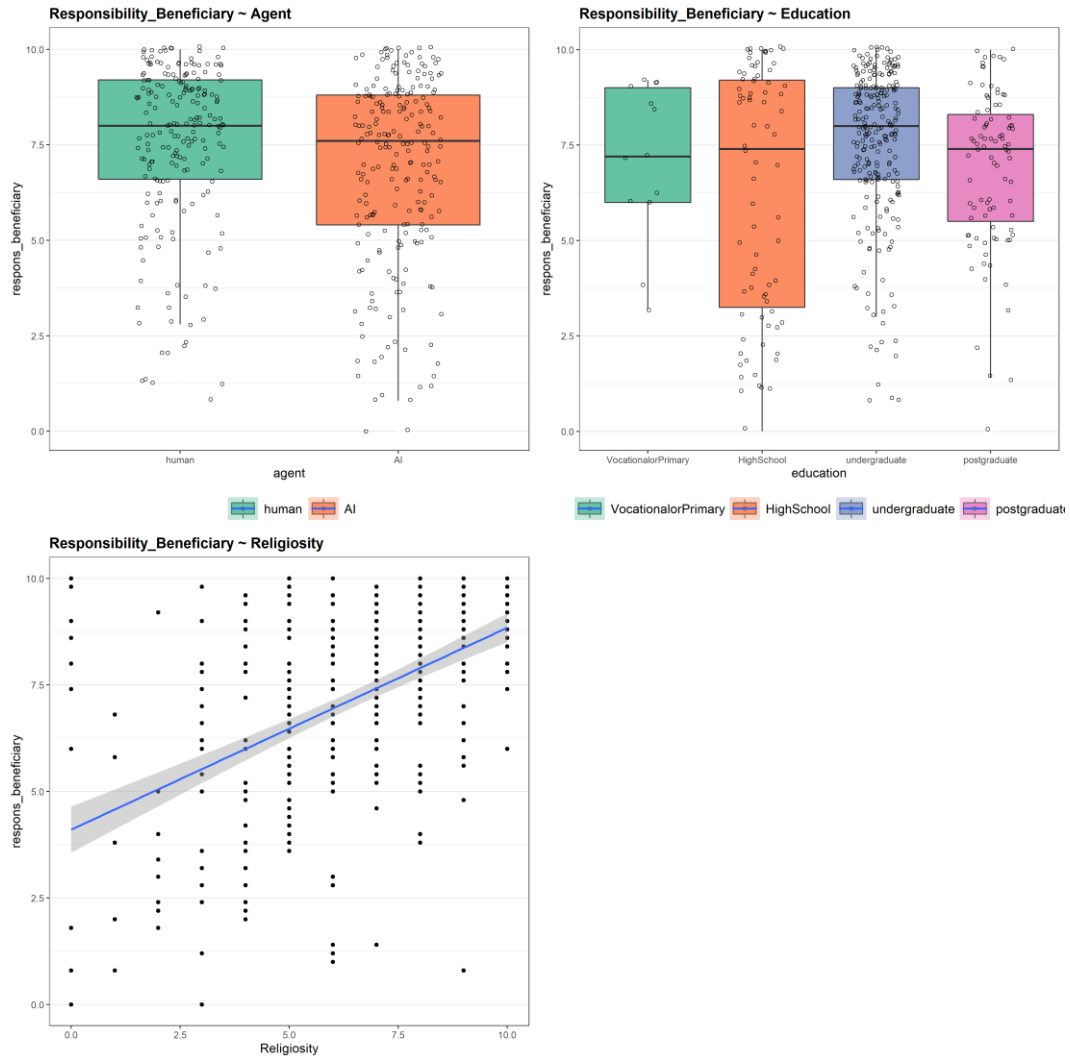 Responsibility_Beneficiary ~ Agent
respons_beneficiary
10.0
7.5
5.0
2.5
0.0
human
AI
agent
human
AI
Responsibility_Beneficiary ~ Education
respons_beneficiary
10.0
7.5
5.0
2.5
0.0
VocationalorPrimary
HighSchool
undergraduate
postgraduate
education
VocationalorPrimary
HighSchool
undergraduate
postgraduate
Responsibility_Beneficiary ~ Religiosity
respons_beneficiary
10.0
7.5
5.0
2.5
0.0
0.0
2.5
5.0
7.5
10.0
Religiosity